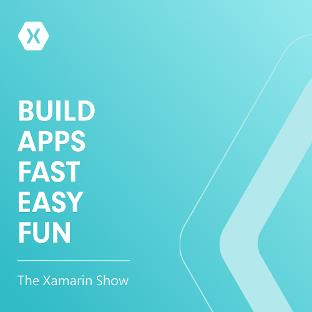 BUILD
APPS
FAST
EASY
FUN
The Xamarin Show